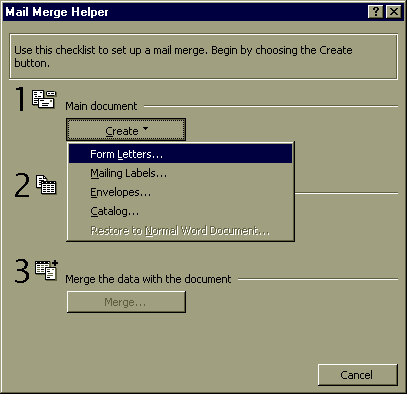 Mail Merge Helper
Use this checklist to set up a mail merge. Begin by choosing the Create
button.
1 Main document
Create
Form Letters...
Mailing Labels...
2
Envelopes...
Catalog...
Restore to Normal Word Document...
3 Merge the data with the document
Merge...
Cancel